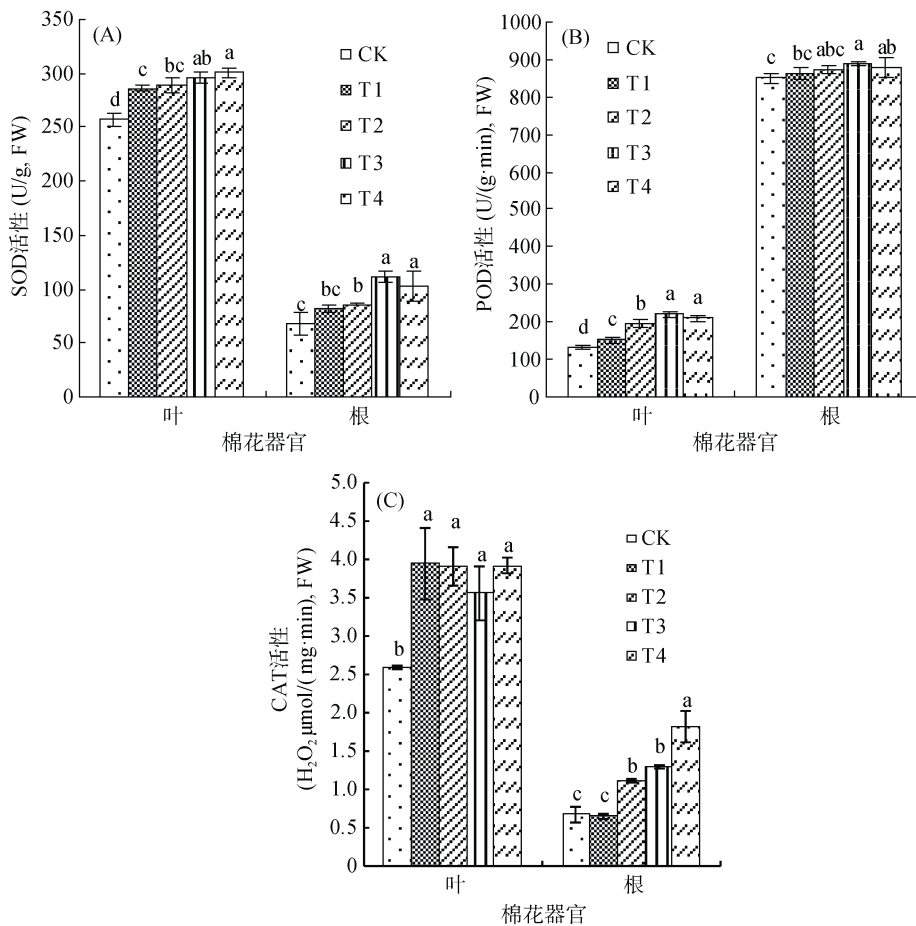 (A)
SOD活性 (U/g, FW)
350
300
250
200
150
100
50
0
CK
T1
T2
T3
T4
d
c
bc
ab
a
c
bc
b
a
a
叶
根
棉花器官
(B)
POD活性 (U/(g·min), FW)
1000
900
800
700
600
500
400
300
200
100
0
CK
T1
T2
T3
T4
d
c
b
a
a
c
bc
abc
a
ab
叶
根
棉花器官
(C)
CAT活性
(H₂O₂ μmol/(mg·min), FW)
5.0
4.5
4.0
3.5
3.0
2.5
2.0
1.5
1.0
0.5
0
CK
T1
T2
T3
T4
b
a
a
a
a
c
c
b
b
a
叶
根
棉花器官